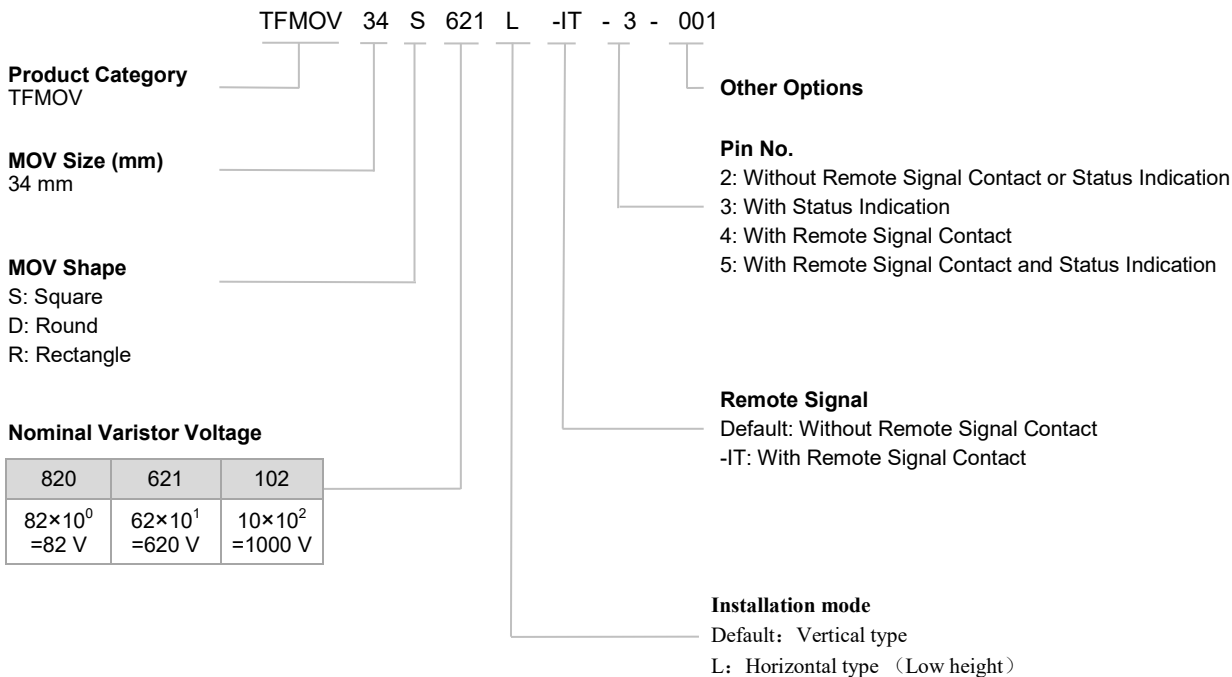 TFMOV 34 S 621 L -IT - 3 - 001
Product Category
TFMOV
MOV Size (mm)
34 mm
MOV Shape
S: Square
D: Round
R: Rectangle
Nominal Varistor Voltage
820 621 102
82×10⁰ 62×10¹ 10×10²
=82 V =620 V =1000 V
Other Options
Pin No.
2: Without Remote Signal Contact or Status Indication
3: With Status Indication
4: With Remote Signal Contact
5: With Remote Signal Contact and Status Indication
Remote Signal
Default: Without Remote Signal Contact
-IT: With Remote Signal Contact
Installation mode
Default：Vertical type
L：Horizontal type （Low height）